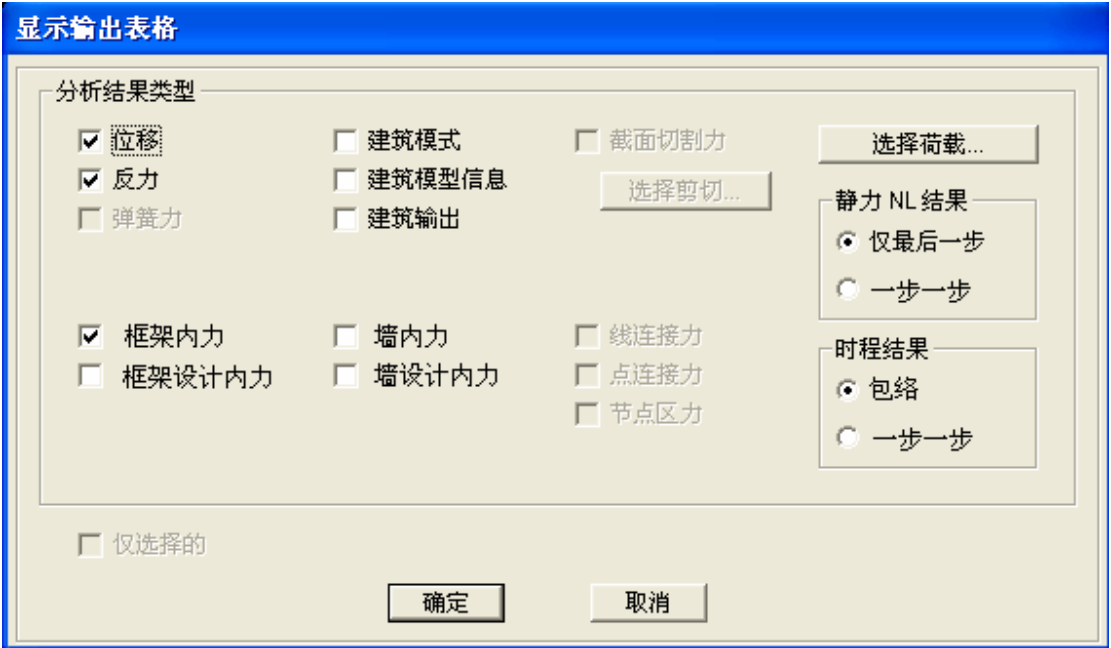 显示输出表格
分析结果类型
位移 建筑模式 截面切割力 选择荷载...
反力 建筑模型信息 选择剪切...
弹簧力 建筑输出
静力 NL 结果
仅最后一步
一步一步
框架内力 墙内力 线连接力
框架设计内力 墙设计内力 点连接力
节点区力
时程结果
包络
一步一步
仅选择的
确定 取消